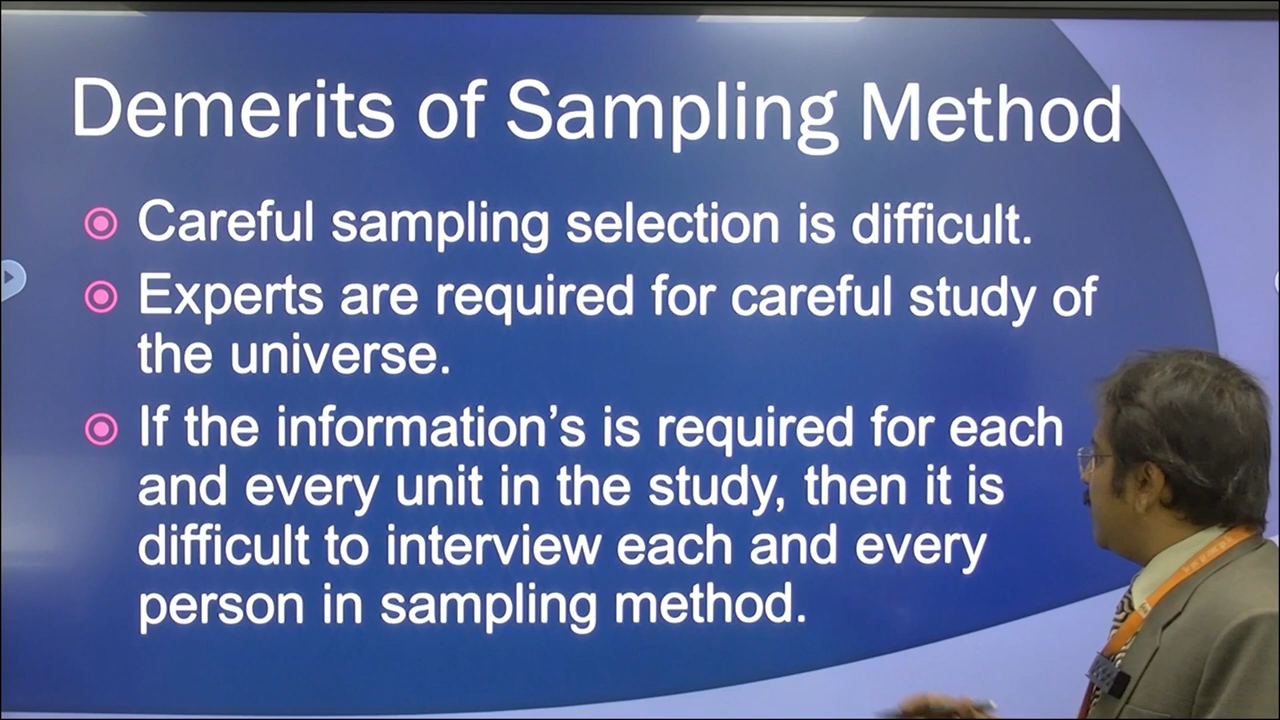 Demerits of Sampling Method
Careful sampling selection is difficult.
Experts are required for careful study of
the universe.
If the information's is required for each
and every unit in the study, then it is
difficult to interview each and every
person in sampling method.